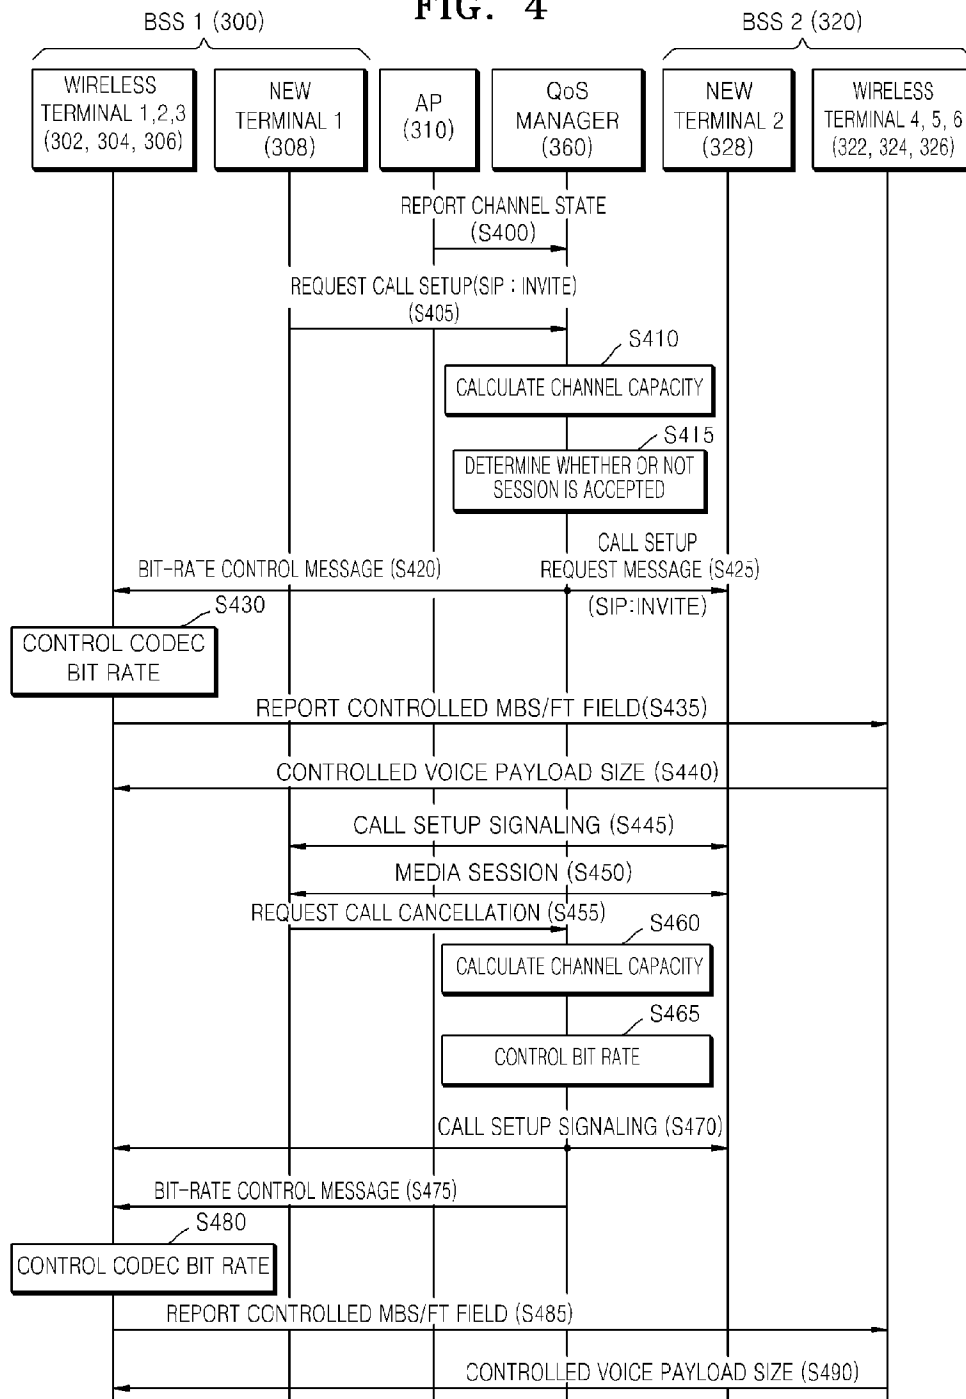 FIG. 4
BSS 1 (300)
BSS 2 (320)
WIRELESS
TERMINAL 1,2,3
(302, 304, 306)
NEW
TERMINAL 1
(308)
AP
(310)
QoS
MANAGER
(360)
NEW
TERMINAL 2
(328)
WIRELESS
TERMINAL 4, 5, 6
(322, 324, 326)
REPORT CHANNEL STATE
(S400)
REQUEST CALL SETUP(SIP : INVITE)
(S405)
S410
CALCULATE CHANNEL CAPACITY
S415
DETERMINE WHETHER OR NOT
SESSION IS ACCEPTED
CALL SETUP
BIT-RATE CONTROL MESSAGE (S420)
REQUEST MESSAGE (S425)
(SIP:INVITE)
S430
CONTROL CODEC
BIT RATE
REPORT CONTROLLED MBS/FT FIELD(S435)
CONTROLLED VOICE PAYLOAD SIZE (S440)
CALL SETUP SIGNALING (S445)
MEDIA SESSION (S450)
REQUEST CALL CANCELLATION (S455)
S460
CALCULATE CHANNEL CAPACITY
S465
CONTROL BIT RATE
CALL SETUP SIGNALING (S470)
BIT-RATE CONTROL MESSAGE (S475)
S480
CONTROL CODEC BIT RATE
REPORT CONTROLLED MBS/FT FIELD (S485)
CONTROLLED VOICE PAYLOAD SIZE (S490)